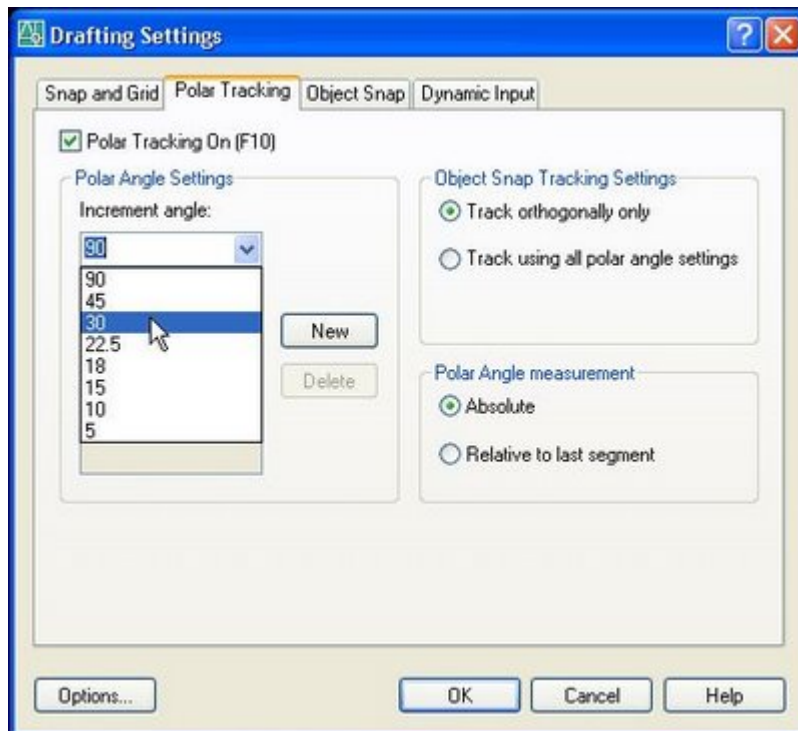 Drafting Settings
Snap and Grid Polar Tracking Object Snap Dynamic Input
Polar Tracking On (F10)
Polar Angle Settings
Increment angle:
90
90
45
30
22.5
18
15
10
5
New
Delete
Object Snap Tracking Settings
Track orthogonally only
Track using all polar angle settings
Polar Angle measurement
Absolute
Relative to last segment
Options... OK Cancel Help